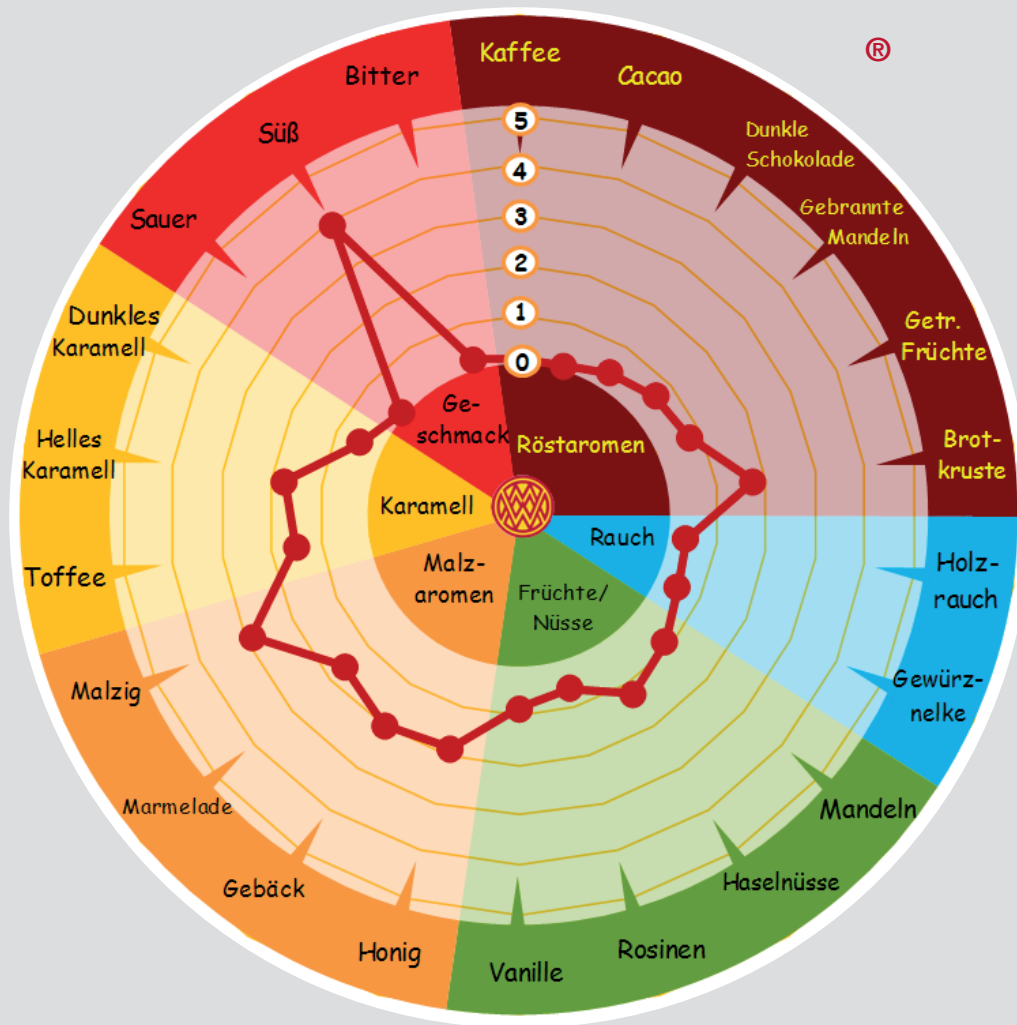 ®
Kaffee
Cacao
Dunkle
Schokolade
Gebrannte
Mandeln
Getr.
Früchte
Brot-
kruste
Holz-
rauch
Gewürz-
nelke
Mandeln
Haselnüsse
Rosinen
Vanille
Honig
Gebäck
Marmelade
Malzig
Toffee
Helles
Karamell
Dunkles
Karamell
Sauer
Süß
Bitter
5
4
3
2
1
0
Ge-
schmack
Röstaromen
Rauch
Früchte/
Nüsse
Malz-
aromen
Karamell